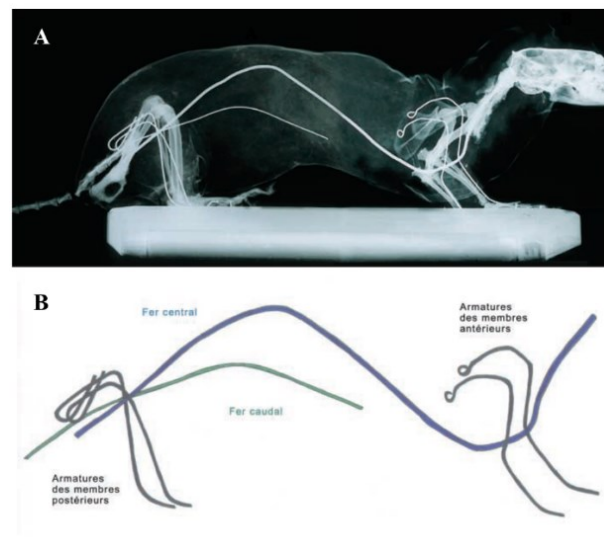 A
B
Fer central
Armatures
des membres
antérieurs
Fer caudal
Armatures
des membres
postérieurs